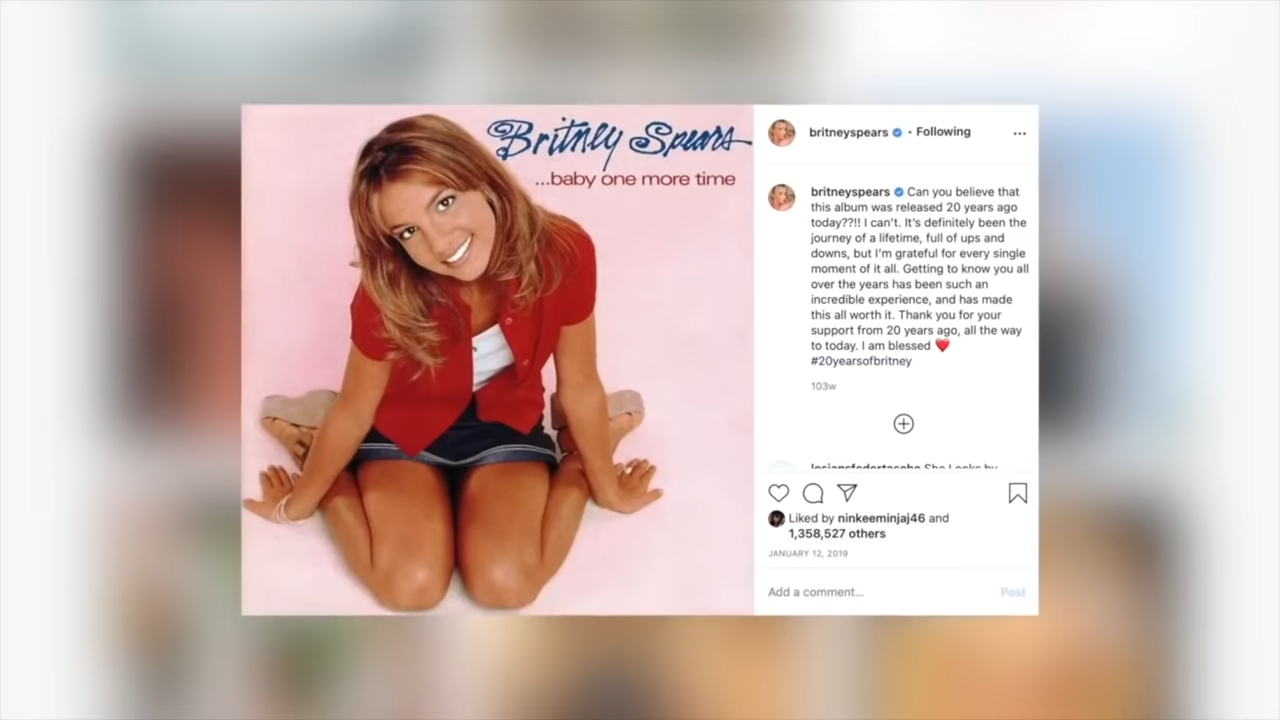 Britney Spears
...baby one more time
britneyspears • Following
britneyspears Can you believe that
this album was released 20 years ago
today??!! I can't. It's definitely been the
journey of a lifetime, full of ups and
downs, but I'm grateful for every single
moment of it all. Getting to know you all
over the years has been such an
incredible experience, and has made
this all worth it. Thank you for your
support from 20 years ago, all the way
to today. I am blessed ❤️
#20yearsofbritney
103w
She Looks by
Liked by ninkeeminjaj46 and
1,358,527 others
JANUARY 12, 2019
Add a comment...
Post